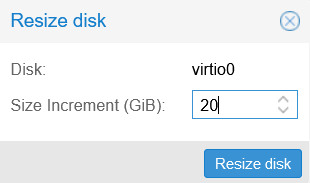 Resize disk
Disk: virtio0
Size Increment (GiB): 20
Resize disk